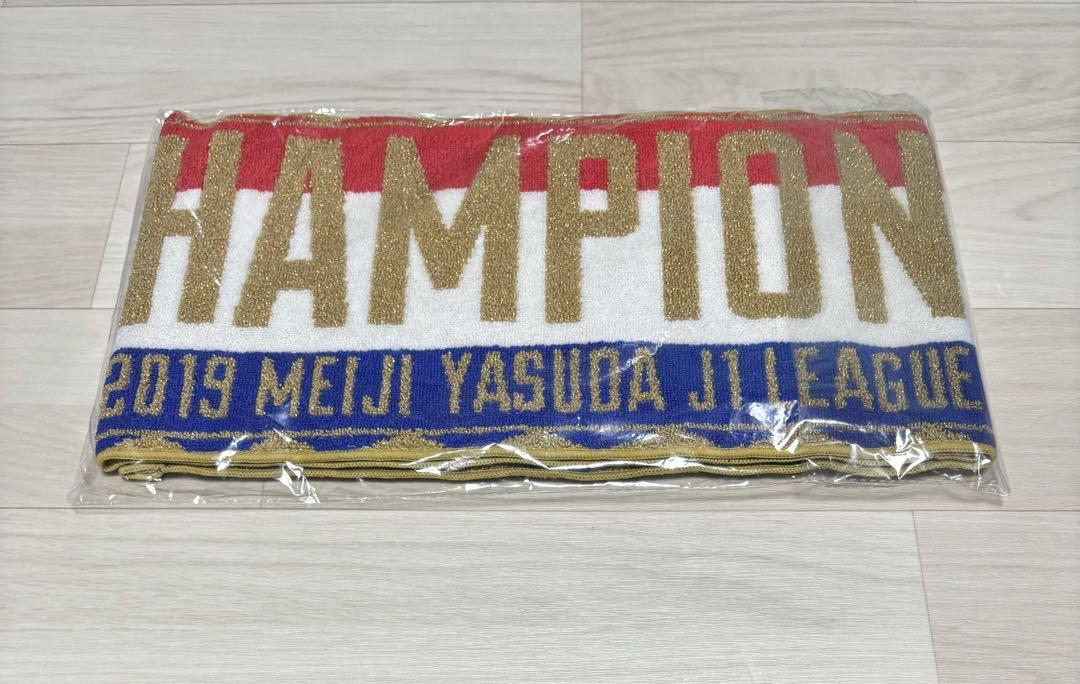 HAMPION
2019 MEIJI YASUDA J1 LEAGUE